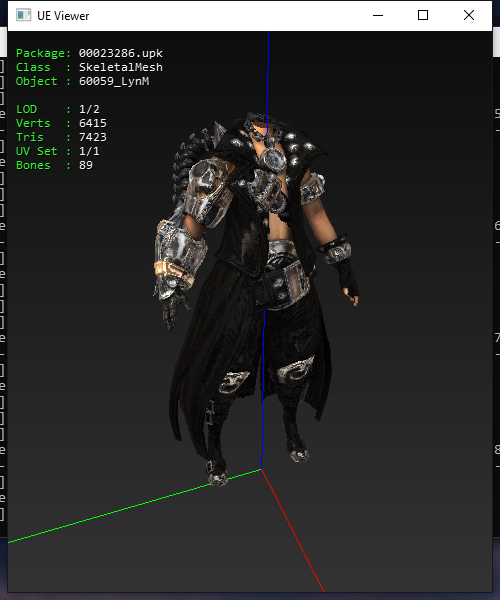 UE Viewer
Package: 00023286.upk
Class : SkeletalMesh
Object : 60059_LynM
LOD : 1/2
Verts : 6415
Tris : 7423
UV Set : 1/1
Bones : 89